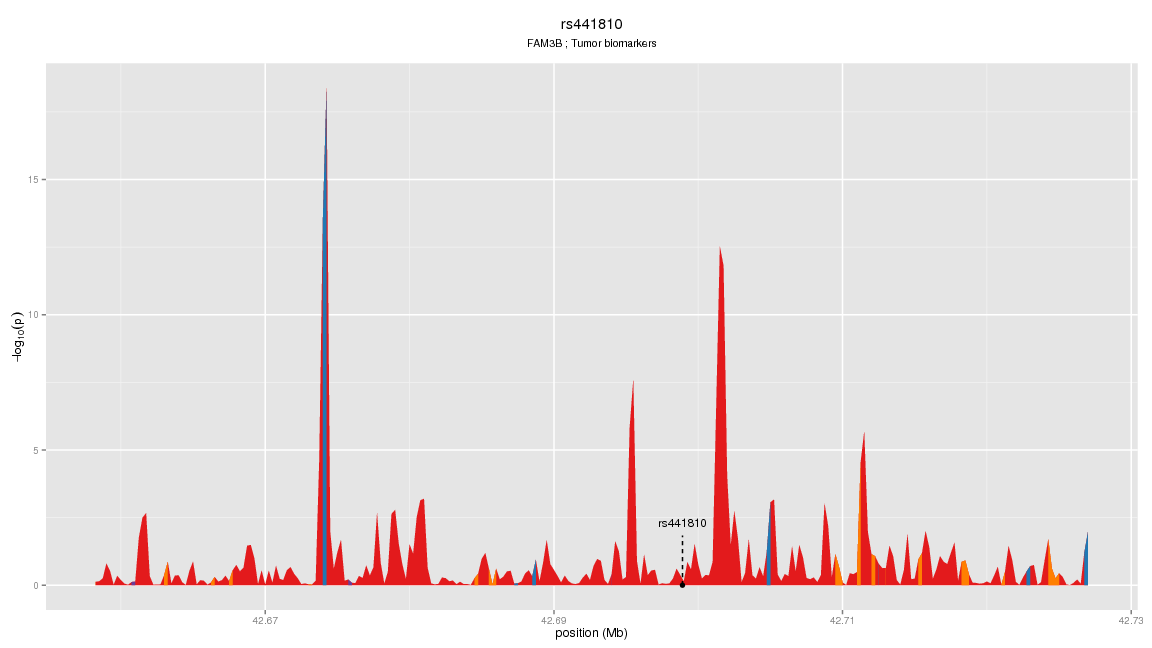 rs441810
FAM3B ; Tumor biomarkers
−log10(p)
15
10
5
0
rs441810
42.67
42.69
42.71
42.73
position (Mb)